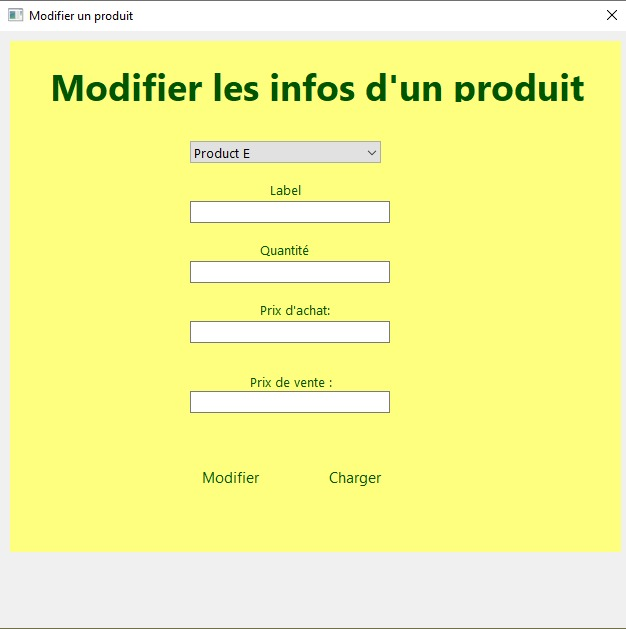 Modifier un produit
Modifier les infos d'un produit
Product E
Label
Quantité
Prix d'achat:
Prix de vente :
Modifier
Charger